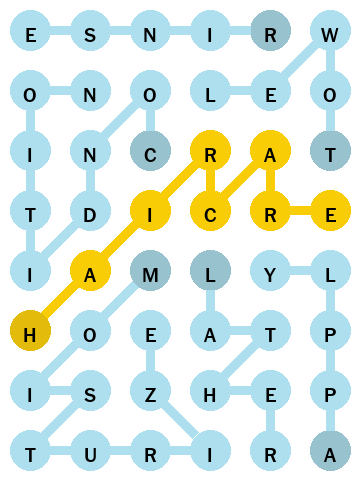 E S N I R W
O N O L E O
I N C R A T
T D I C R E
I A M L Y L
H O E A T P
I S Z H E P
T U R I R A